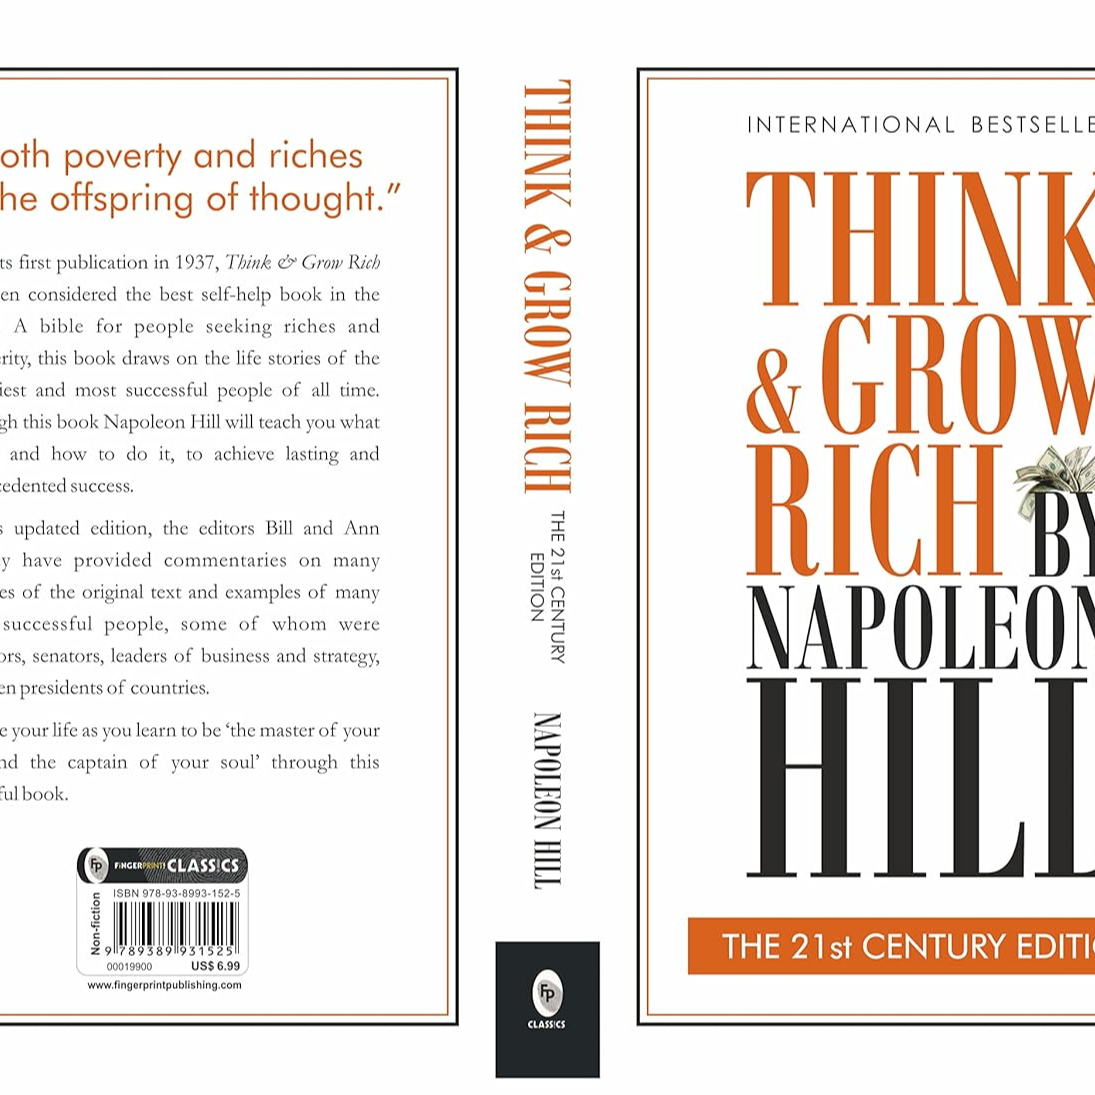 oth poverty and riches
he offspring of thought.”
ts first publication in 1937, Think & Grow Rich
en considered the best self-help book in the
. A bible for people seeking riches and
erity, this book draws on the life stories of the
iest and most successful people of all time.
gh this book Napoleon Hill will teach you what
and how to do it, to achieve lasting and
cedented success.
s updated edition, the editors Bill and Ann
y have provided commentaries on many
es of the original text and examples of many
successful people, some of whom were
ors, senators, leaders of business and strategy,
en presidents of countries.
e your life as you learn to be ‘the master of your
nd the captain of your soul’ through this
ful book.
FP FiNGERPRINT! CLASS!CS
ISBN 978-93-8993-152-5
Non-fiction
9 789389 931525
00019900 US$ 6.99
www.fingerprintpublishing.com
THINK & GROW RICH
THE 21st CENTURY
EDITION
NAPOLEON HILL
FP
CLASS!CS
INTERNATIONAL BESTSELLE
THINK
& GROW
RICH BY
NAPOLEON
HILL
THE 21st CENTURY EDITI